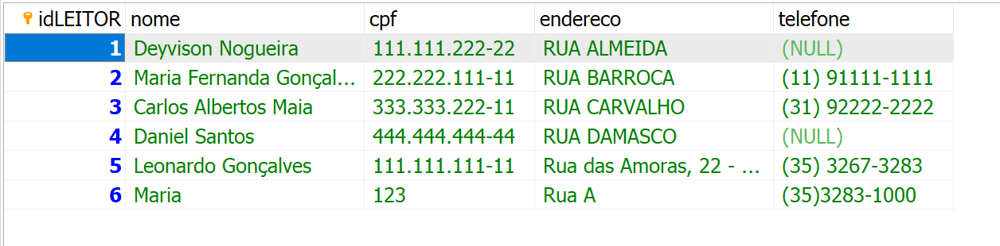 idLEITOR nome cpf endereco telefone
1 Deyvison Nogueira 111.111.222-22 RUA ALMEIDA (NULL)
2 Maria Fernanda Gonçal... 222.222.111-11 RUA BARROCA (11) 91111-1111
3 Carlos Albertos Maia 333.333.222-11 RUA CARVALHO (31) 92222-2222
4 Daniel Santos 444.444.444-44 RUA DAMASCO (NULL)
5 Leonardo Gonçalves 111.111.111-11 Rua das Amoras, 22 - ... (35) 3267-3283
6 Maria 123 Rua A (35)3283-1000